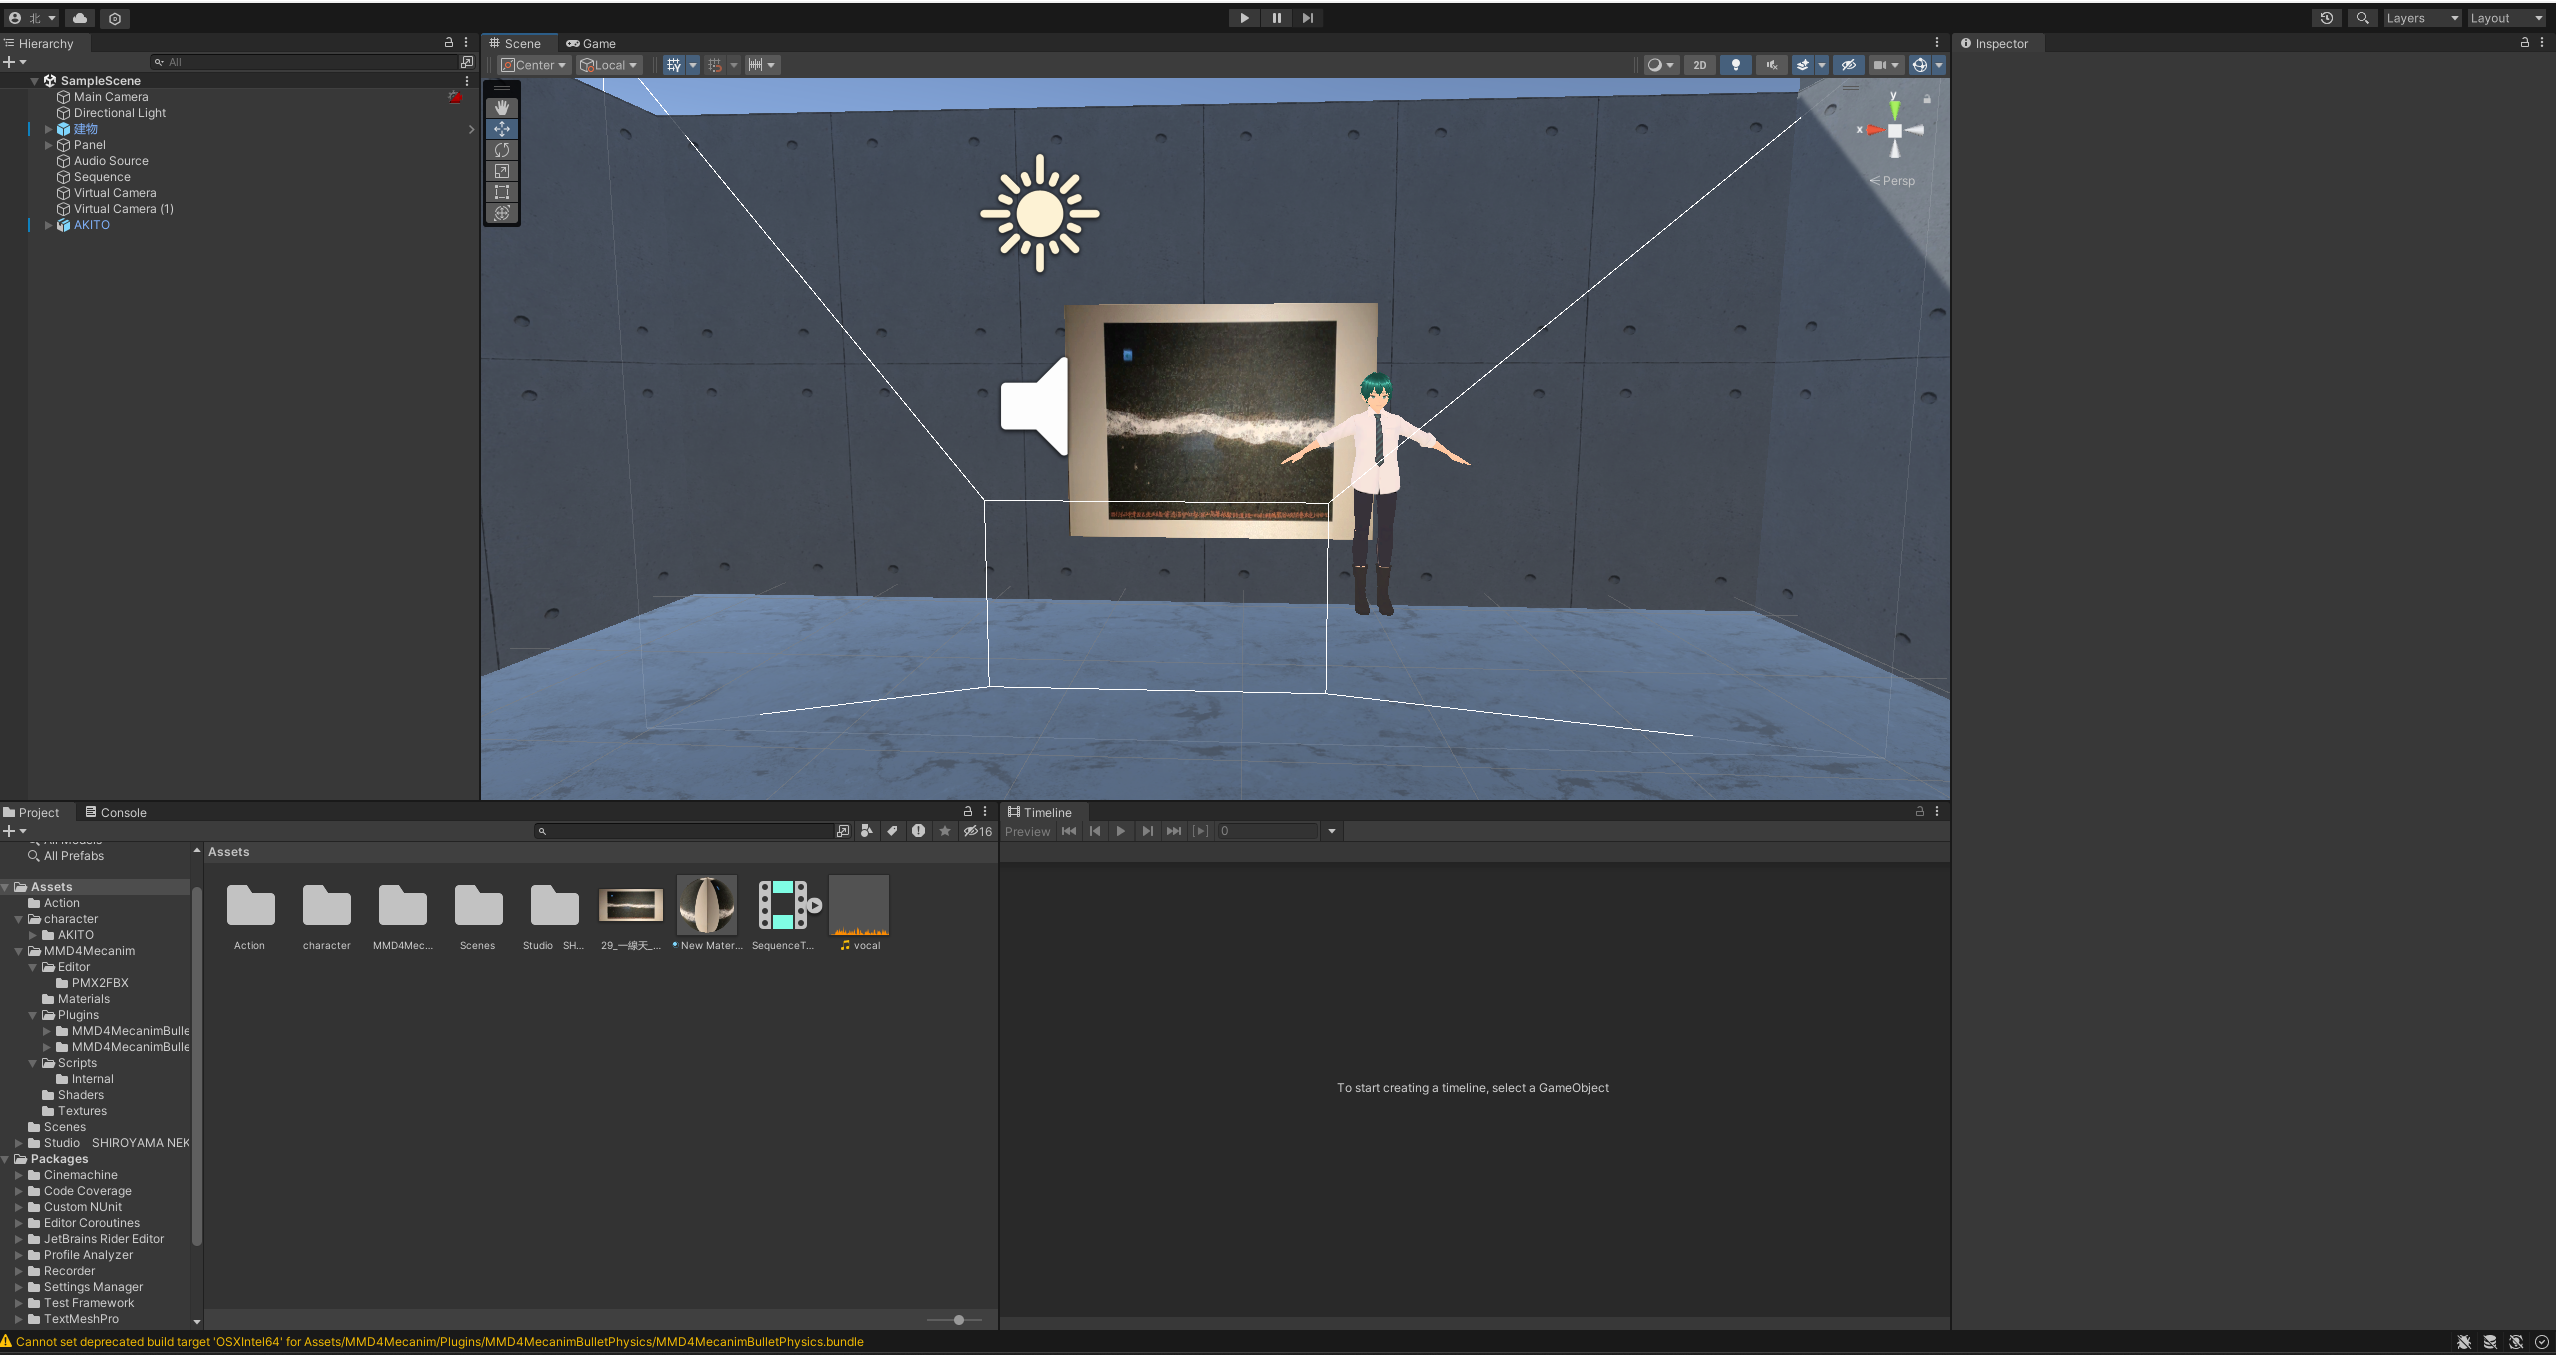 北
Layers
Layout
Hierarchy
All
SampleScene
Main Camera
Directional Light
建物
Panel
Audio Source
Sequence
Virtual Camera
Virtual Camera (1)
AKITO
Scene
Game
Center
Local
2D
y
x
Persp
Inspector
Project
Console
16
All Models
All Prefabs
Assets
Action
character
AKITO
MMD4Mecanim
Editor
PMX2FBX
Materials
Plugins
MMD4MecanimBulle
MMD4MecanimBulle
Scripts
Internal
Shaders
Textures
Scenes
Studio SHIROYAMA NEK
Packages
Cinemachine
Code Coverage
Custom NUnit
Editor Coroutines
JetBrains Rider Editor
Profile Analyzer
Recorder
Settings Manager
Test Framework
TextMeshPro
Assets
Action
character
MMD4Mec...
Scenes
Studio SH...
29_一線天_...
New Mater...
SequenceT...
vocal
Timeline
Preview
0
To start creating a timeline, select a GameObject
Cannot set deprecated build target 'OSXIntel64' for Assets/MMD4Mecanim/Plugins/MMD4MecanimBulletPhysics/MMD4MecanimBulletPhysics.bundle